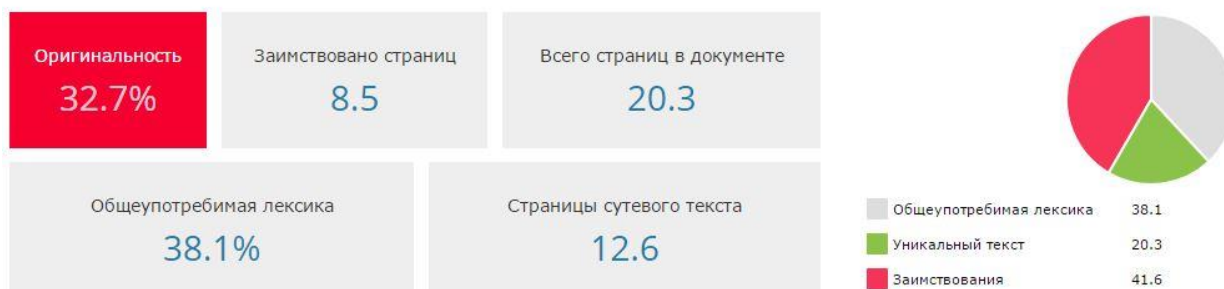 Оригинальность
32.7%
Заимствовано страниц
8.5
Всего страниц в документе
20.3
Общеупотребимая лексика
38.1%
Страницы сутевого текста
12.6
Общеупотребимая лексика 38.1
Уникальный текст 20.3
Заимствования 41.6